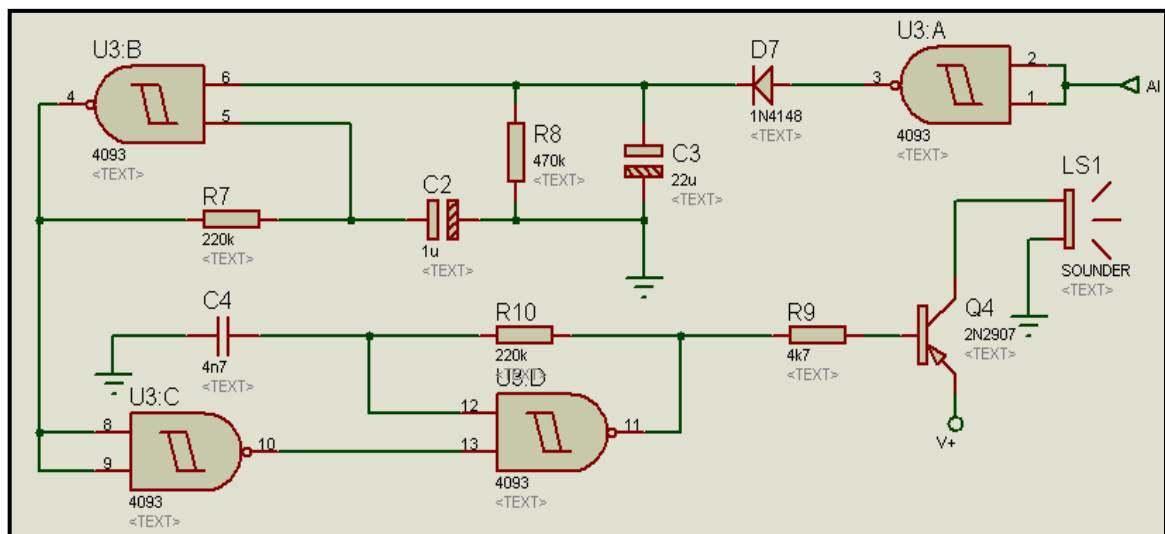 U3:B
4
6
5
4093
<TEXT>
D7
1N4148
<TEXT>
U3:A
3
2
1
AI
4093
<TEXT>
R8
470k
<TEXT>
C3
22u
<TEXT>
LS1
SOUNDER
<TEXT>
R7
220k
<TEXT>
C2
1u
<TEXT>
C4
4n7
<TEXT>
R10
220k
<TEXT>
R9
4k7
<TEXT>
Q4
2N2907
<TEXT>
V+
U3:C
8
9
10
4093
<TEXT>
U3:D
12
13
11
4093
<TEXT>